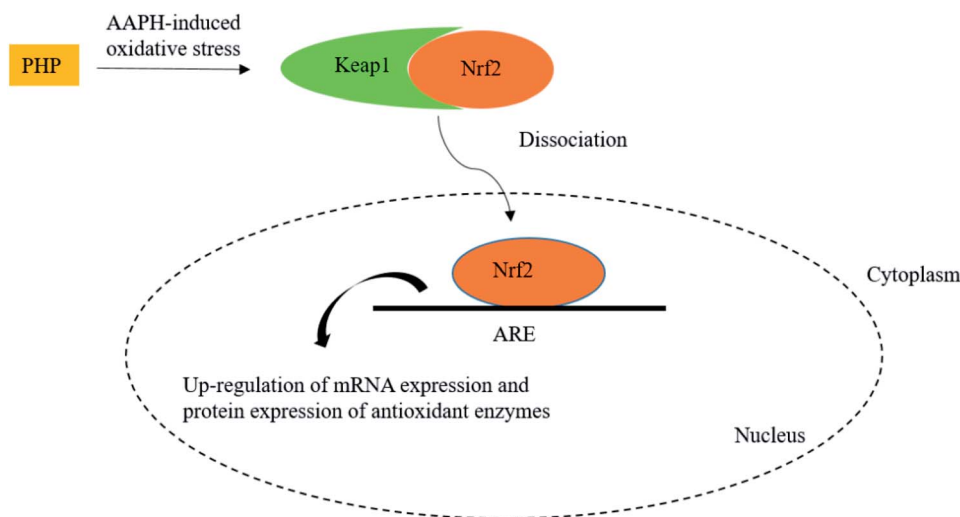 AAPH-induced
oxidative stress
PHP
Keap1
Nrf2
Dissociation
Nrf2
Cytoplasm
ARE
Up-regulation of mRNA expression and
protein expression of antioxidant enzymes
Nucleus